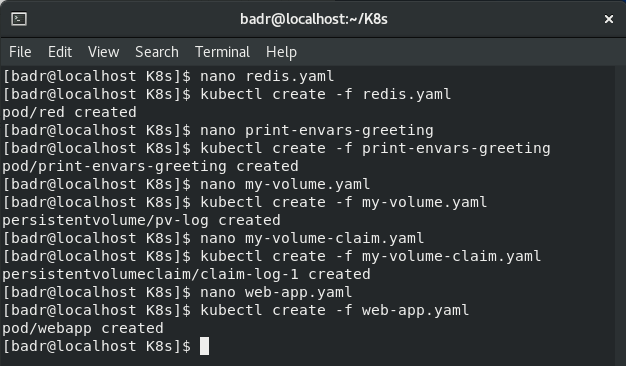 badr@localhost:~/K8s
File Edit View Search Terminal Help
[badr@localhost K8s]$ nano redis.yaml
[badr@localhost K8s]$ kubectl create -f redis.yaml
pod/red created
[badr@localhost K8s]$ nano print-envars-greeting
[badr@localhost K8s]$ kubectl create -f print-envars-greeting
pod/print-envars-greeting created
[badr@localhost K8s]$ nano my-volume.yaml
[badr@localhost K8s]$ kubectl create -f my-volume.yaml
persistentvolume/pv-log created
[badr@localhost K8s]$ nano my-volume-claim.yaml
[badr@localhost K8s]$ kubectl create -f my-volume-claim.yaml
persistentvolumeclaim/claim-log-1 created
[badr@localhost K8s]$ nano web-app.yaml
[badr@localhost K8s]$ kubectl create -f web-app.yaml
pod/webapp created
[badr@localhost K8s]$